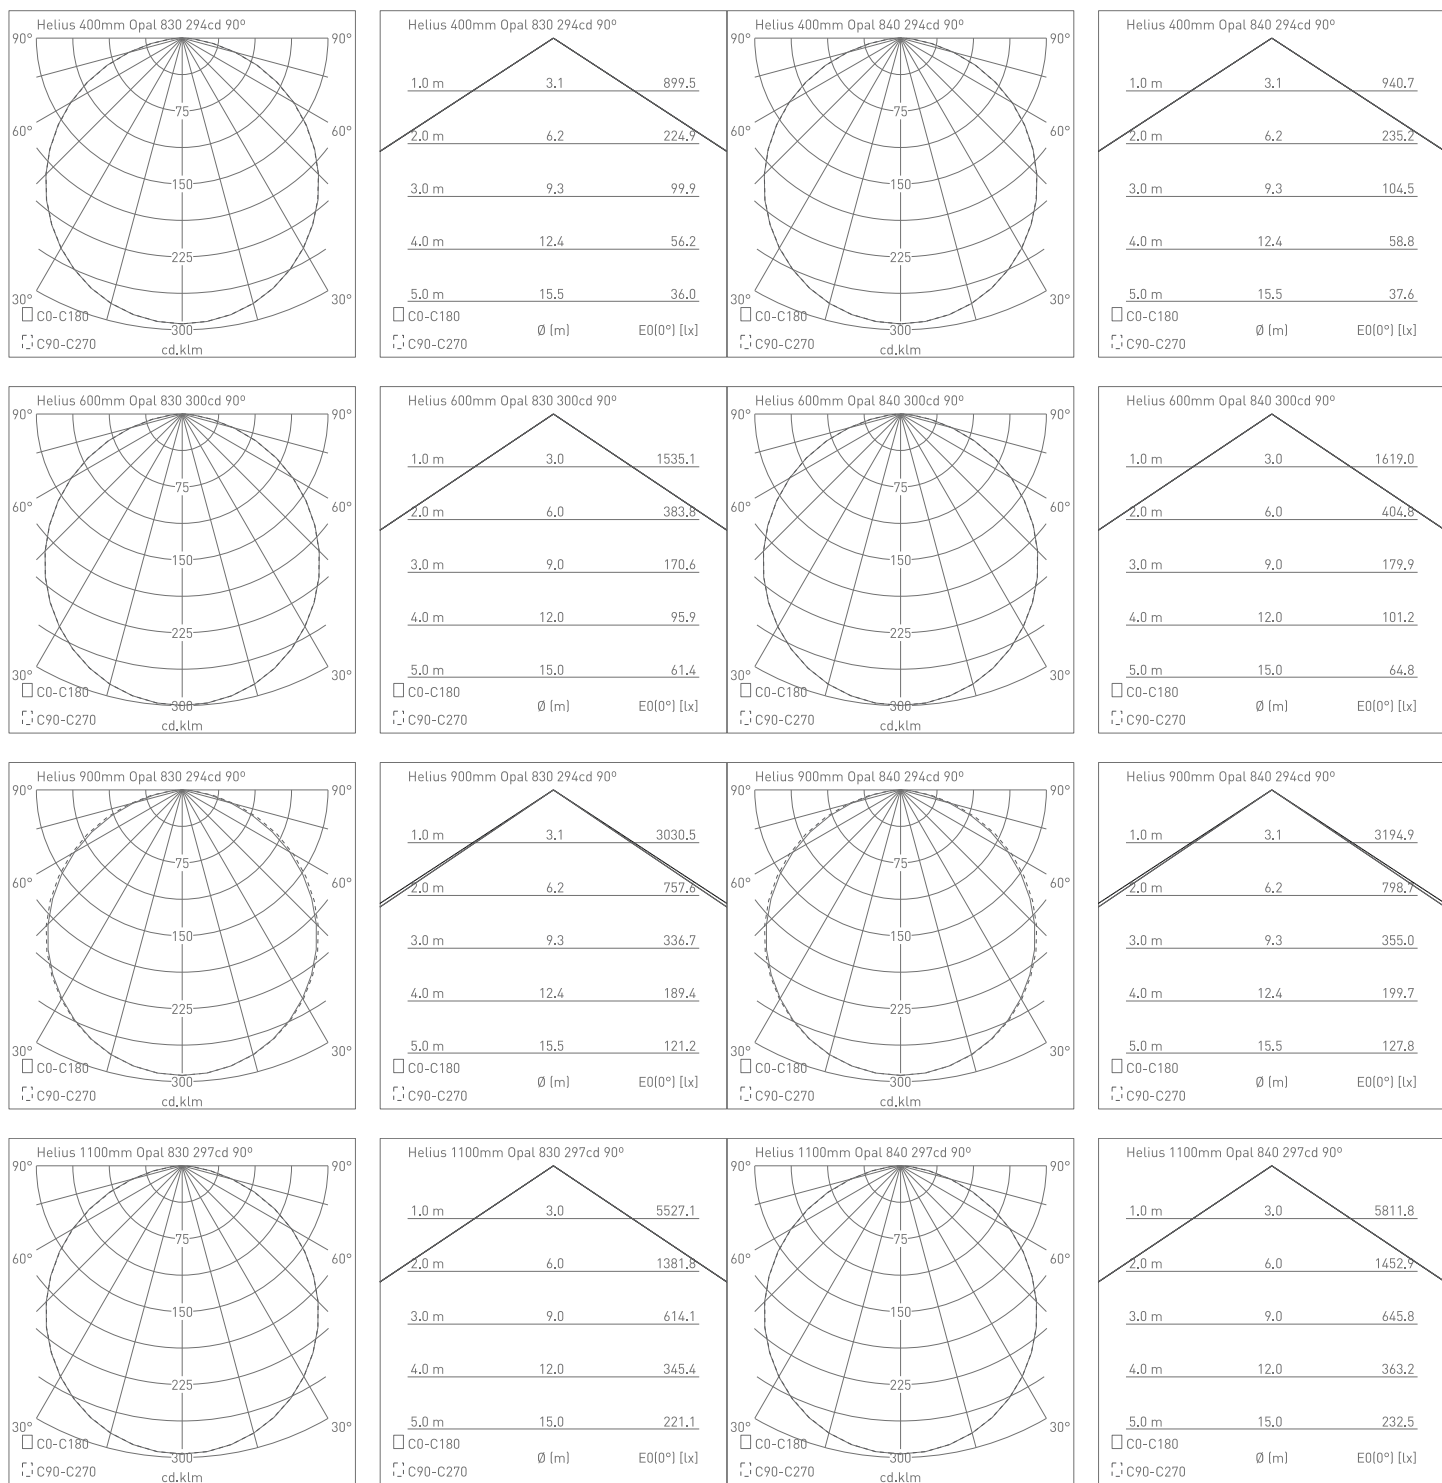 Helius 400mm Opal 830 294cd 90º
90° 90°
75
60° 60°
150
225
30° 30°
C0-C180
300
C90-C270
cd.klm
Helius 400mm Opal 830 294cd 90º
1.0 m 3.1 899.5
2.0 m 6.2 224.9
3.0 m 9.3 99.9
4.0 m 12.4 56.2
5.0 m 15.5 36.0
C0-C180
Ø (m) E0(0°) [lx]
C90-C270
Helius 400mm Opal 840 294cd 90º
90° 90°
75
60° 60°
150
225
30° 30°
C0-C180
300
C90-C270
cd.klm
Helius 400mm Opal 840 294cd 90º
1.0 m 3.1 940.7
2.0 m 6.2 235.2
3.0 m 9.3 104.5
4.0 m 12.4 58.8
5.0 m 15.5 37.6
C0-C180
Ø (m) E0(0°) [lx]
C90-C270
Helius 600mm Opal 830 300cd 90º
90° 90°
75
60° 60°
150
225
30° 30°
C0-C180
300
C90-C270
cd.klm
Helius 600mm Opal 830 300cd 90º
1.0 m 3.0 1535.1
2.0 m 6.0 383.8
3.0 m 9.0 170.6
4.0 m 12.0 95.9
5.0 m 15.0 61.4
C0-C180
Ø (m) E0(0°) [lx]
C90-C270
Helius 600mm Opal 840 300cd 90º
90° 90°
75
60° 60°
150
225
30° 30°
C0-C180
300
C90-C270
cd.klm
Helius 600mm Opal 840 300cd 90º
1.0 m 3.0 1619.0
2.0 m 6.0 404.8
3.0 m 9.0 179.9
4.0 m 12.0 101.2
5.0 m 15.0 64.8
C0-C180
Ø (m) E0(0°) [lx]
C90-C270
Helius 900mm Opal 830 294cd 90º
90° 90°
75
60° 60°
150
225
30° 30°
C0-C180
300
C90-C270
cd.klm
Helius 900mm Opal 830 294cd 90º
1.0 m 3.1 3030.5
2.0 m 6.2 757.6
3.0 m 9.3 336.7
4.0 m 12.4 189.4
5.0 m 15.5 121.2
C0-C180
Ø (m) E0(0°) [lx]
C90-C270
Helius 900mm Opal 840 294cd 90º
90° 90°
75
60° 60°
150
225
30° 30°
C0-C180
300
C90-C270
cd.klm
Helius 900mm Opal 840 294cd 90º
1.0 m 3.1 3194.9
2.0 m 6.2 798.7
3.0 m 9.3 355.0
4.0 m 12.4 199.7
5.0 m 15.5 127.8
C0-C180
Ø (m) E0(0°) [lx]
C90-C270
Helius 1100mm Opal 830 297cd 90º
90° 90°
75
60° 60°
150
225
30° 30°
C0-C180
300
C90-C270
cd.klm
Helius 1100mm Opal 830 297cd 90º
1.0 m 3.0 5527.1
2.0 m 6.0 1381.8
3.0 m 9.0 614.1
4.0 m 12.0 345.4
5.0 m 15.0 221.1
C0-C180
Ø (m) E0(0°) [lx]
C90-C270
Helius 1100mm Opal 840 297cd 90º
90° 90°
75
60° 60°
150
225
30° 30°
C0-C180
300
C90-C270
cd.klm
Helius 1100mm Opal 840 297cd 90º
1.0 m 3.0 5811.8
2.0 m 6.0 1452.9
3.0 m 9.0 645.8
4.0 m 12.0 363.2
5.0 m 15.0 232.5
C0-C180
Ø (m) E0(0°) [lx]
C90-C270